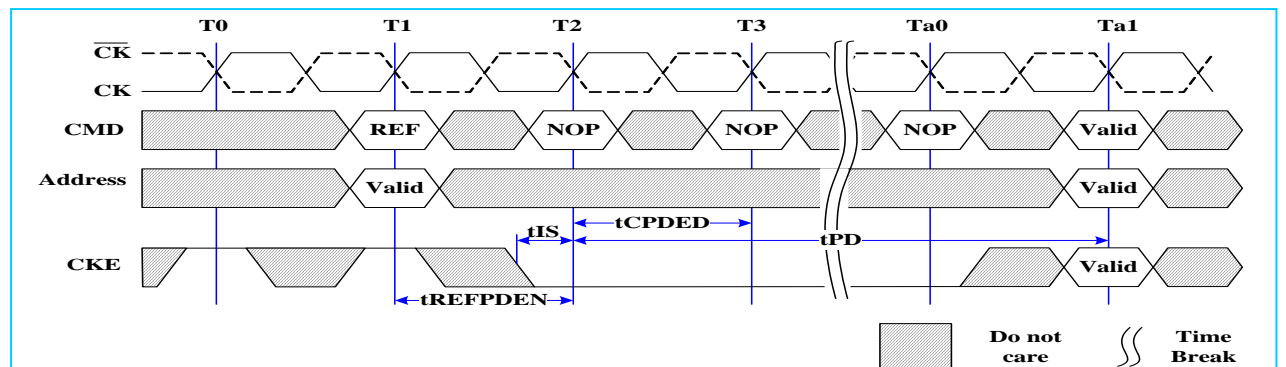 T0 T1 T2 T3 Ta0 Ta1
CK
CK
CMD REF NOP NOP NOP Valid
Address Valid Valid
tCPDED
tIS
tPD
CKE Valid
tREFPDEN
Do not care
Time Break